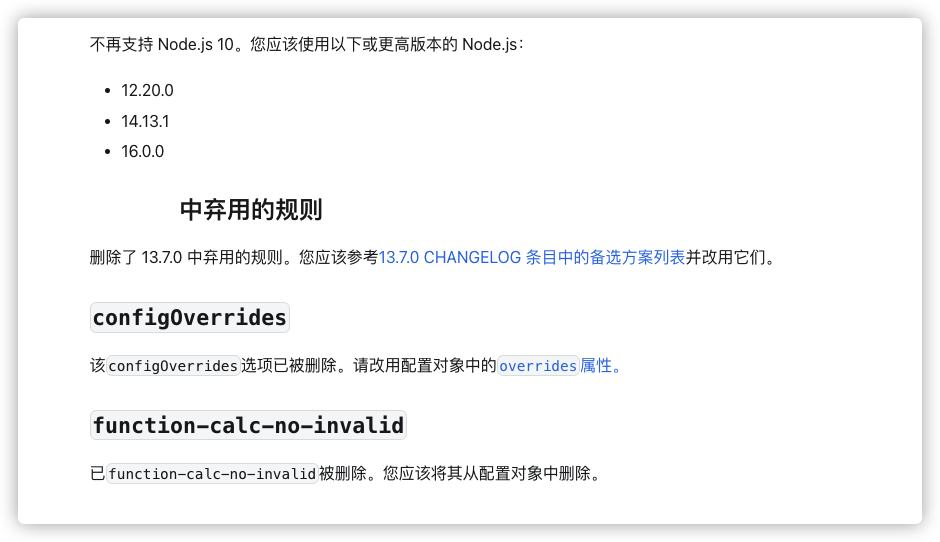 不再支持 Node.js 10。您应该使用以下或更高版本的 Node.js：
• 12.20.0
• 14.13.1
• 16.0.0
中弃用的规则
删除了 13.7.0 中弃用的规则。您应该参考13.7.0 CHANGELOG 条目中的备选方案列表并改用它们。
configOverrides
该configOverrides选项已被删除。请改用配置对象中的overrides属性。
function-calc-no-invalid
已function-calc-no-invalid被删除。您应该将其从配置对象中删除。